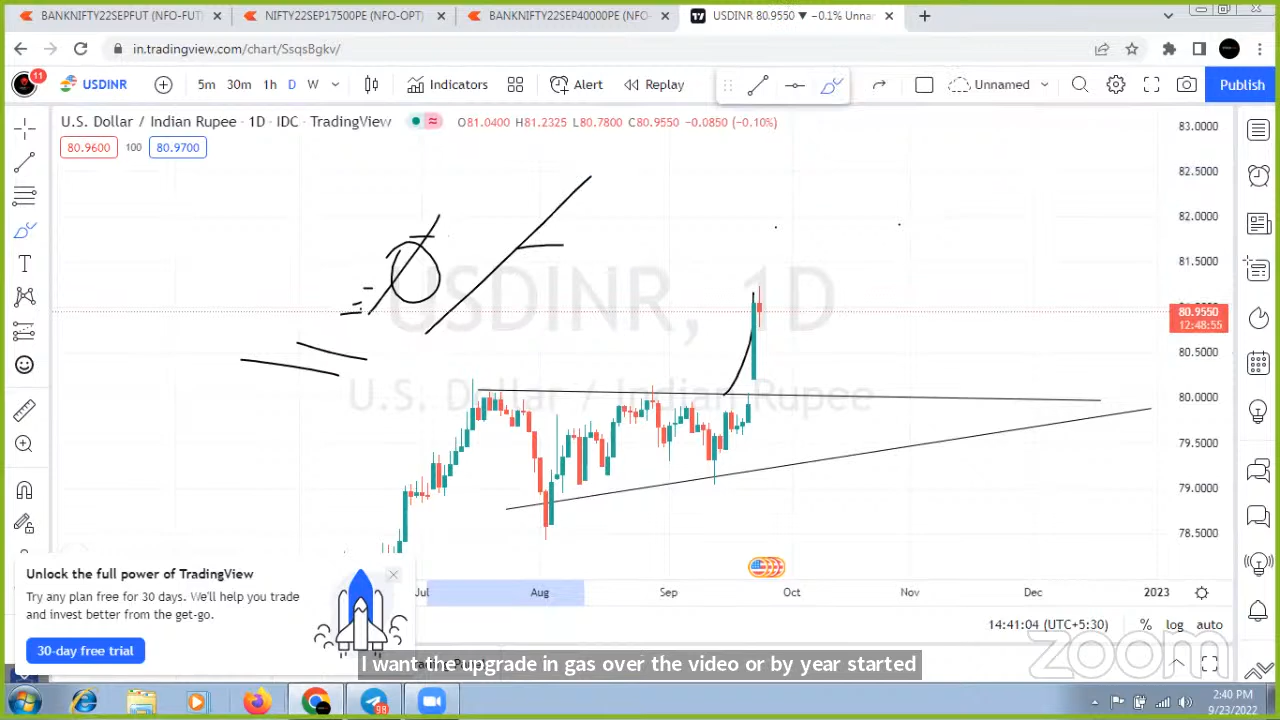 BANKNIFTY22SEPFUT (NFO-FUT)
NIFTY22SEP17500PE (NFO-OPT)
BANKNIFTY22SEP40000PE (NFO-
USDINR 80.9550 ▼ −0.1% Unnar
in.tradingview.com/chart/SsqsBgkv/
11
USDINR
5m 30m 1h D W
Indicators
Alert
Replay
Unnamed
Publish
U.S. Dollar / Indian Rupee · 1D · IDC · TradingView
O81.0400 H81.2325 L80.7800 C80.9550 −0.0850 (−0.10%)
80.9600 100 80.9700
83.0000
82.5000
82.0000
81.5000
USDINR, 1D
80.9550
12:48:55
80.5000
U.S. Dollar / Indian Rupee
80.0000
79.5000
79.0000
78.5000
Unlock the full power of TradingView
Try any plan free for 30 days. We'll help you trade
and invest better from the get-go.
30-day free trial
Jul Aug Sep Oct Nov Dec 2023
14:41:04 (UTC+5:30) % log auto
zoom
I want the upgrade in gas over the video or by year started
98
2:40 PM
9/23/2022